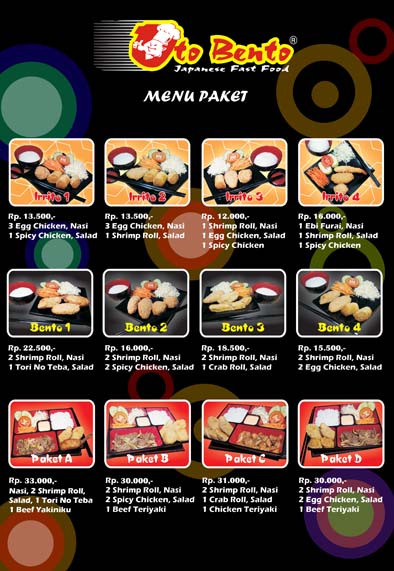 Oto Bento®
Japanese Fast Food
MENU PAKET
Irrito 1
Irrito 2
Irrito 3
Irrito 4
Rp. 13.500,-
3 Egg Chicken, Nasi
1 Spicy Chicken, Salad
Rp. 13.500,-
3 Egg Chicken, Nasi
1 Shrimp Roll, Salad
Rp. 12.000,-
1 Shrimp Roll, Nasi
1 Egg Chicken, Salad
1 Spicy Chicken
Rp. 16.000,-
1 Ebi Furai, Nasi
1 Shrimp Roll, Salad
1 Spicy Chicken
Bento 1
Bento 2
Bento 3
Bento 4
Rp. 22.500,-
2 Shrimp Roll, Nasi
1 Tori No Teba, Salad
Rp. 16.000,-
2 Shrimp Roll, Nasi
2 Spicy Chicken, Salad
Rp. 18.500,-
2 Shrimp Roll, Nasi
1 Crab Roll, Salad
Rp. 15.500,-
2 Shrimp Roll, Nasi
2 Egg Chicken, Salad
Paket A
Paket B
Paket C
Paket D
Rp. 33.000,-
Nasi, 2 Shrimp Roll,
Salad, 1 Tori No Teba
1 Beef Yakiniku
Rp. 30.000,-
2 Shrimp Roll, Nasi
2 Spicy Chicken, Salad
1 Beef Teriyaki
Rp. 31.000,-
2 Shrimp Roll, Nasi
1 Crab Roll, Salad
1 Chicken Teriyaki
Rp. 30.000,-
2 Shrimp Roll, Nasi
2 Egg Chicken, Salad
1 Beef Teriyaki